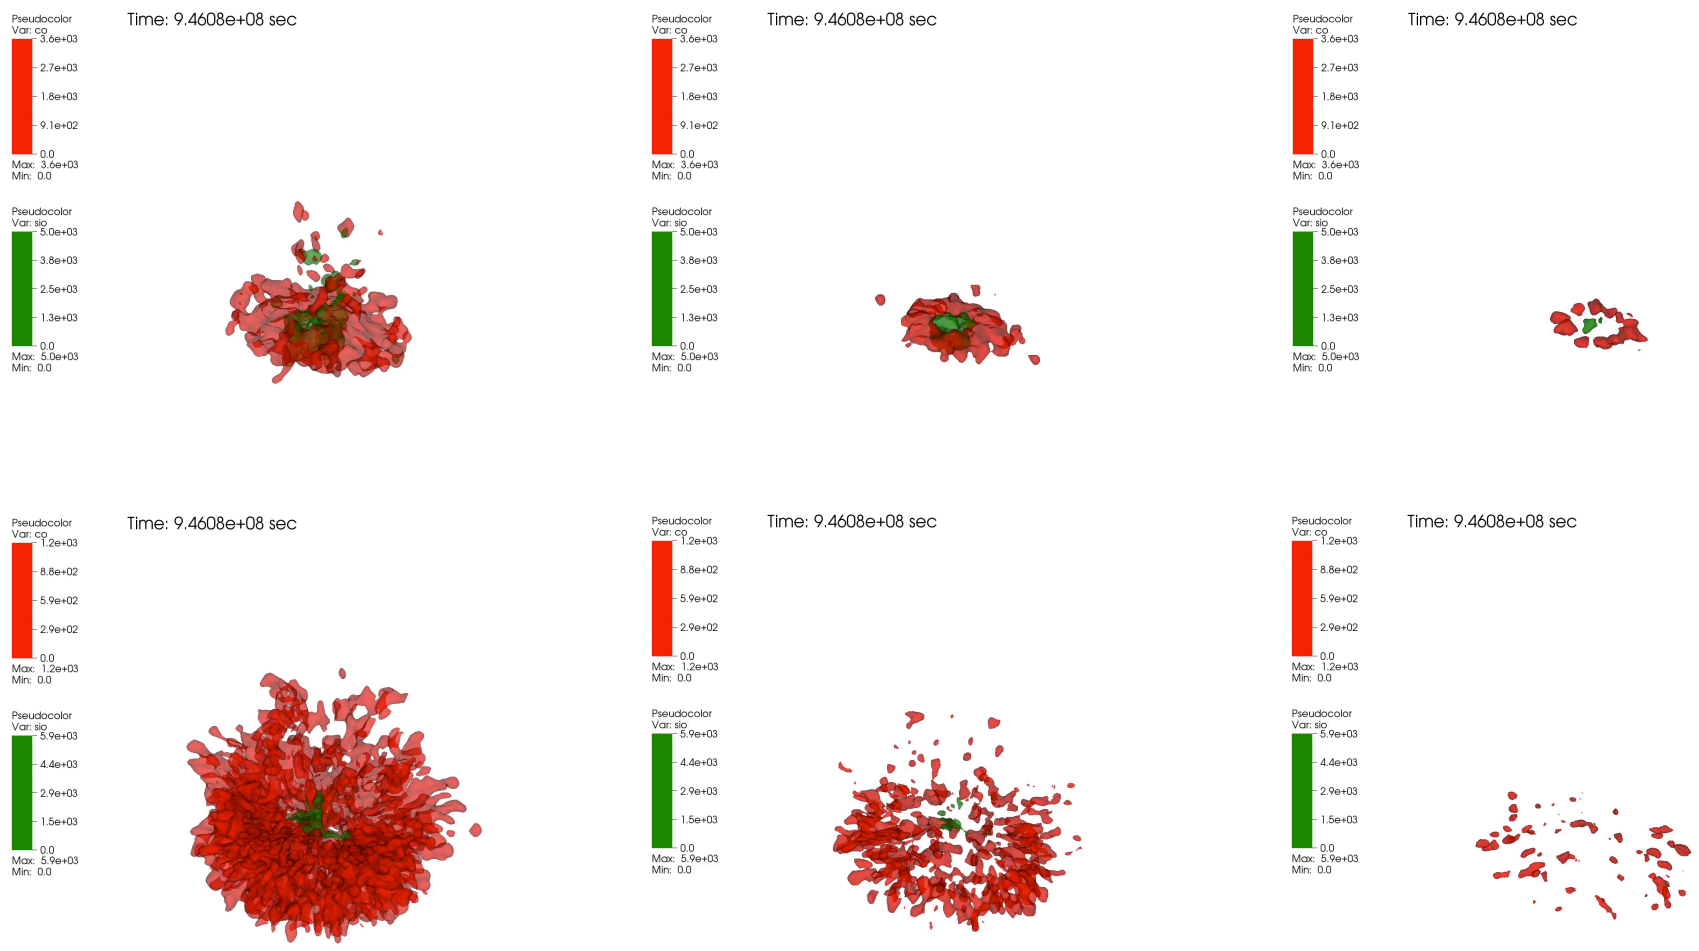 Time: 9.4608e+08 sec
Pseudocolor
Var: co
3.6e+03
2.7e+03
1.8e+03
9.1e+02
0.0
Max: 3.6e+03
Min: 0.0
Pseudocolor
Var: sio
5.0e+03
3.8e+03
2.5e+03
1.3e+03
0.0
Max: 5.0e+03
Min: 0.0
Time: 9.4608e+08 sec
Pseudocolor
Var: co
3.6e+03
2.7e+03
1.8e+03
9.1e+02
0.0
Max: 3.6e+03
Min: 0.0
Pseudocolor
Var: sio
5.0e+03
3.8e+03
2.5e+03
1.3e+03
0.0
Max: 5.0e+03
Min: 0.0
Time: 9.4608e+08 sec
Pseudocolor
Var: co
3.6e+03
2.7e+03
1.8e+03
9.1e+02
0.0
Max: 3.6e+03
Min: 0.0
Pseudocolor
Var: sio
5.0e+03
3.8e+03
2.5e+03
1.3e+03
0.0
Max: 5.0e+03
Min: 0.0
Time: 9.4608e+08 sec
Pseudocolor
Var: co
1.2e+03
8.8e+02
5.9e+02
2.9e+02
0.0
Max: 1.2e+03
Min: 0.0
Pseudocolor
Var: sio
5.9e+03
4.4e+03
2.9e+03
1.5e+03
0.0
Max: 5.9e+03
Min: 0.0
Time: 9.4608e+08 sec
Pseudocolor
Var: co
1.2e+03
8.8e+02
5.9e+02
2.9e+02
0.0
Max: 1.2e+03
Min: 0.0
Pseudocolor
Var: sio
5.9e+03
4.4e+03
2.9e+03
1.5e+03
0.0
Max: 5.9e+03
Min: 0.0
Time: 9.4608e+08 sec
Pseudocolor
Var: co
1.2e+03
8.8e+02
5.9e+02
2.9e+02
0.0
Max: 1.2e+03
Min: 0.0
Pseudocolor
Var: sio
5.9e+03
4.4e+03
2.9e+03
1.5e+03
0.0
Max: 5.9e+03
Min: 0.0